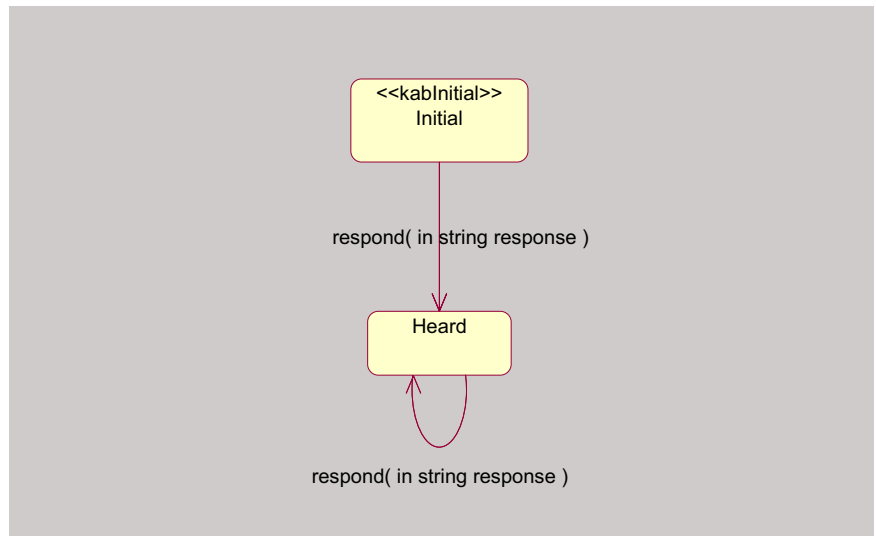 <<kabInitial>>
Initial
respond( in string response )
Heard
respond( in string response )